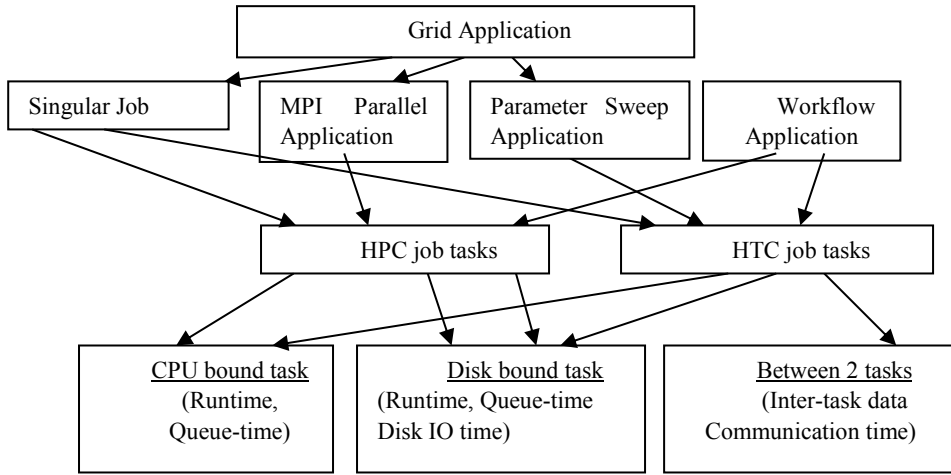 Grid Application
Singular Job
MPI Parallel
Application
Parameter Sweep
Application
Workflow
Application
HPC job tasks
HTC job tasks
CPU bound task
(Runtime,
Queue-time)
Disk bound task
(Runtime, Queue-time
Disk IO time)
Between 2 tasks
(Inter-task data
Communication time)